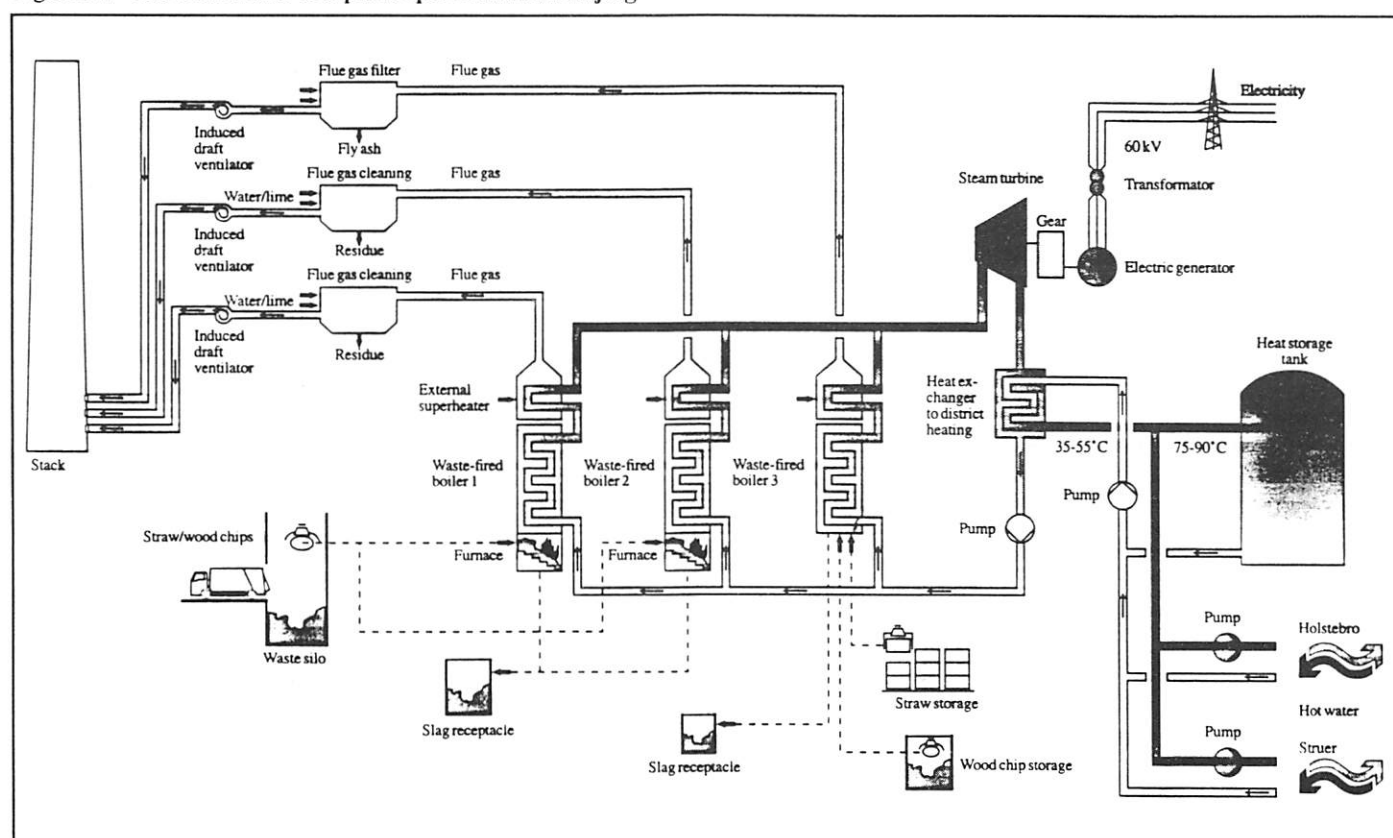 Flue gas filter
Flue gas
Induced
draft
ventilator
Fly ash
Electricity
60 kV
Transformator
Steam turbine
Gear
Electric generator
Flue gas cleaning
Flue gas
Water/lime
Induced
draft
ventilator
Residue
Flue gas cleaning
Flue gas
Water/lime
Induced
draft
ventilator
Residue
Stack
External
superheater
Heat ex-
changer
to district
heating
Heat storage
tank
35-55°C
75-90°C
Waste-fired
boiler 1
Waste-fired
boiler 2
Waste-fired
boiler 3
Pump
Pump
Straw/wood chips
Furnace
Furnace
Waste silo
Slag receptacle
Straw storage
Slag receptacle
Wood chip storage
Pump
Holstebro
Hot water
Pump
Struer